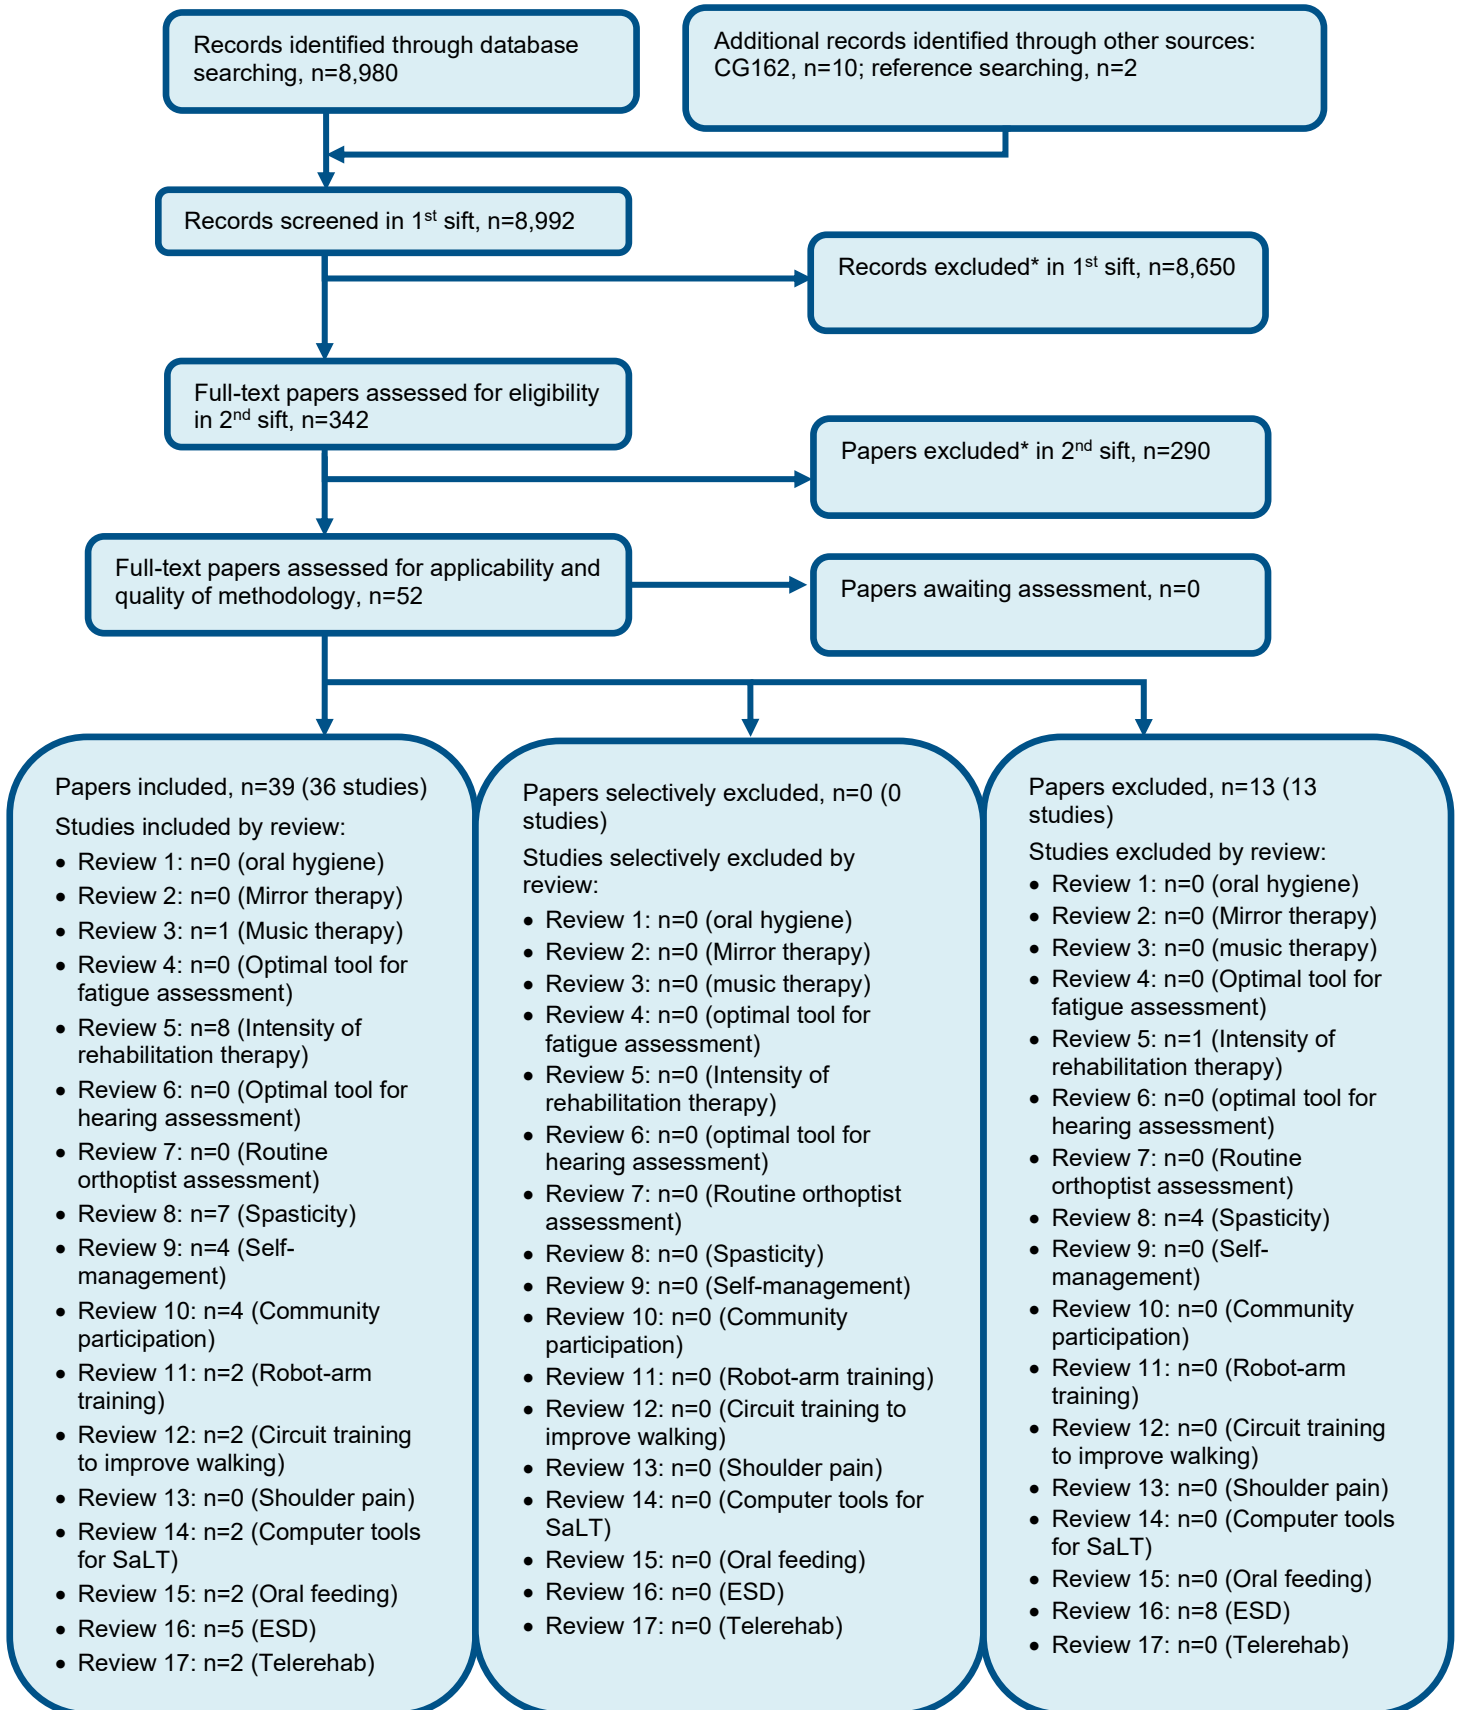 Records identified through database
searching, n=8,980
Additional records identified through other sources:
CG162, n=10; reference searching, n=2
Records screened in 1st sift, n=8,992
Records excluded* in 1st sift, n=8,650
Full-text papers assessed for eligibility
in 2nd sift, n=342
Papers excluded* in 2nd sift, n=290
Full-text papers assessed for applicability and
quality of methodology, n=52
Papers awaiting assessment, n=0
Papers included, n=39 (36 studies)
Studies included by review:
• Review 1: n=0 (oral hygiene)
• Review 2: n=0 (Mirror therapy)
• Review 3: n=1 (Music therapy)
• Review 4: n=0 (Optimal tool for
fatigue assessment)
• Review 5: n=8 (Intensity of
rehabilitation therapy)
• Review 6: n=0 (Optimal tool for
hearing assessment)
• Review 7: n=0 (Routine
orthoptist assessment)
• Review 8: n=7 (Spasticity)
• Review 9: n=4 (Self-
management)
• Review 10: n=4 (Community
participation)
• Review 11: n=2 (Robot-arm
training)
• Review 12: n=2 (Circuit training
to improve walking)
• Review 13: n=0 (Shoulder pain)
• Review 14: n=2 (Computer tools
for SaLT)
• Review 15: n=2 (Oral feeding)
• Review 16: n=5 (ESD)
• Review 17: n=2 (Telerehab)
Papers selectively excluded, n=0 (0
studies)
Studies selectively excluded by
review:
• Review 1: n=0 (oral hygiene)
• Review 2: n=0 (Mirror therapy)
• Review 3: n=0 (music therapy)
• Review 4: n=0 (optimal tool for
fatigue assessment)
• Review 5: n=0 (Intensity of
rehabilitation therapy)
• Review 6: n=0 (optimal tool for
hearing assessment)
• Review 7: n=0 (Routine orthoptist
assessment)
• Review 8: n=0 (Spasticity)
• Review 9: n=0 (Self-management)
• Review 10: n=0 (Community
participation)
• Review 11: n=0 (Robot-arm training)
• Review 12: n=0 (Circuit training to
improve walking)
• Review 13: n=0 (Shoulder pain)
• Review 14: n=0 (Computer tools for
SaLT)
• Review 15: n=0 (Oral feeding)
• Review 16: n=0 (ESD)
• Review 17: n=0 (Telerehab)
Papers excluded, n=13 (13
studies)
Studies excluded by review:
• Review 1: n=0 (oral hygiene)
• Review 2: n=0 (Mirror therapy)
• Review 3: n=0 (music therapy)
• Review 4: n=0 (Optimal tool for
fatigue assessment)
• Review 5: n=1 (Intensity of
rehabilitation therapy)
• Review 6: n=0 (optimal tool for
hearing assessment)
• Review 7: n=0 (Routine
orthoptist assessment)
• Review 8: n=4 (Spasticity)
• Review 9: n=0 (Self-
management)
• Review 10: n=0 (Community
participation)
• Review 11: n=0 (Robot-arm
training)
• Review 12: n=0 (Circuit training
to improve walking)
• Review 13: n=0 (Shoulder pain)
• Review 14: n=0 (Computer tools
for SaLT)
• Review 15: n=0 (Oral feeding)
• Review 16: n=8 (ESD)
• Review 17: n=0 (Telerehab)